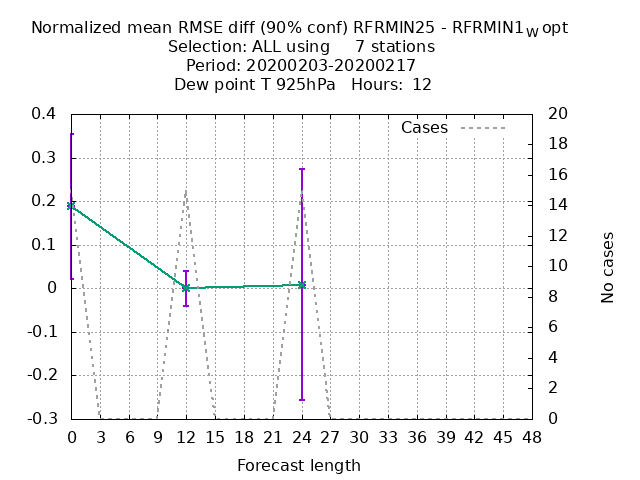 Normalized mean RMSE diff (90% conf) RFRMIN25 - RFRMIN1W opt
Selection: ALL using     7 stations
Period: 20200203-20200217
Dew point T 925hPa   Hours: 12
Cases
0.4
0.3
0.2
0.1
0
-0.1
-0.2
-0.3
20
18
16
14
12
10
8
6
4
2
0
No cases
0 3 6 9 12 15 18 21 24 27 30 33 36 39 42 45 48
Forecast length